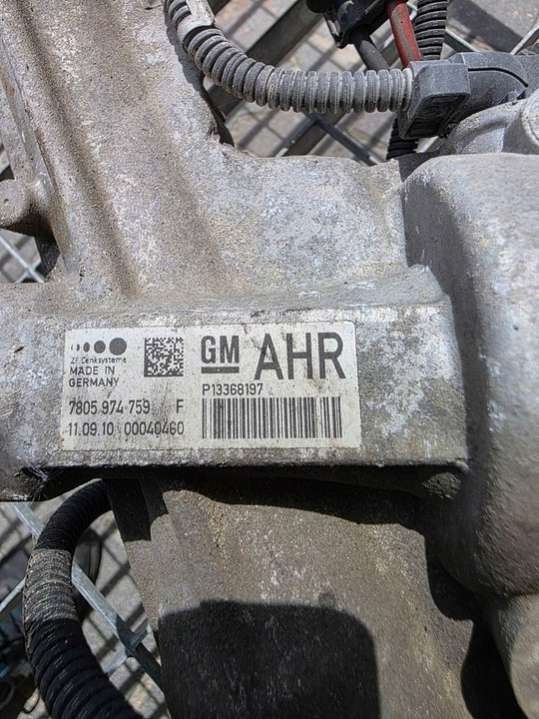 ZF Lenksysteme
MADE IN
GERMANY
7805 974 759 F
11.09.10 00040460
GM AHR
P13368197